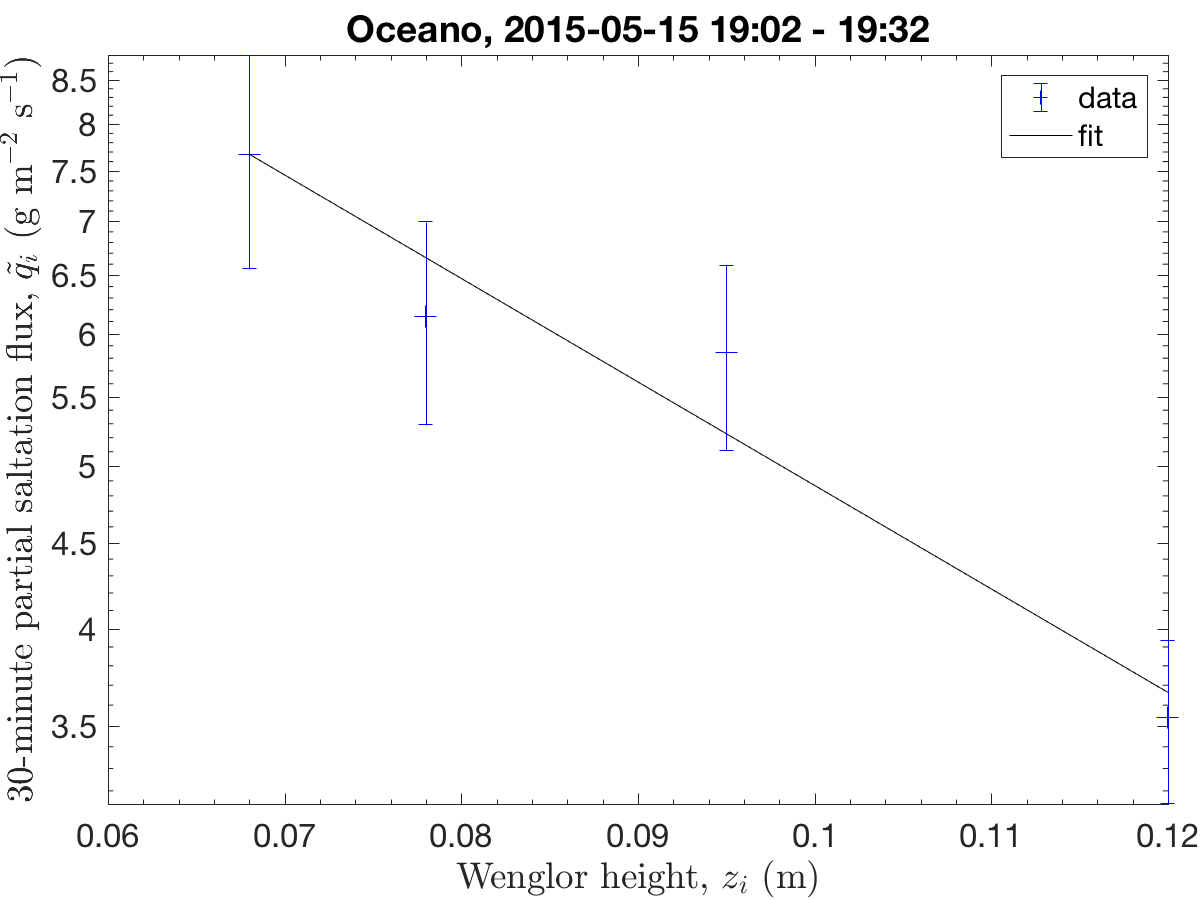 Oceano, 2015-05-15 19:02 - 19:32
30-minute partial saltation flux, q̃ᵢ (g m⁻² s⁻¹)
8.5
8
7.5
7
6.5
6
5.5
5
4.5
4
3.5
data
fit
0.06 0.07 0.08 0.09 0.1 0.11 0.12
Wenglor height, zᵢ (m)